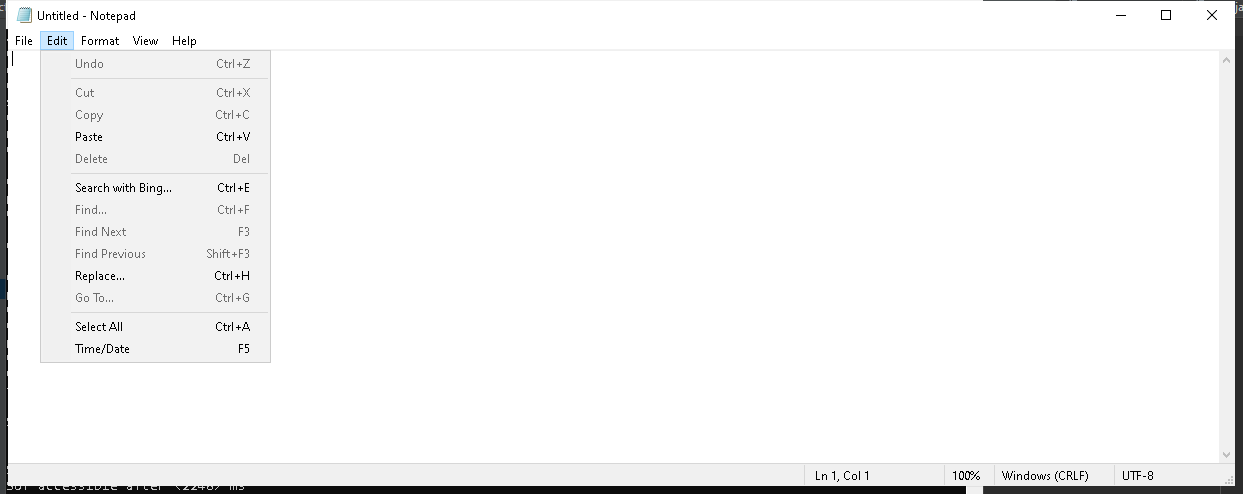 Untitled - Notepad
File Edit Format View Help
Undo Ctrl+Z
Cut Ctrl+X
Copy Ctrl+C
Paste Ctrl+V
Delete Del
Search with Bing... Ctrl+E
Find... Ctrl+F
Find Next F3
Find Previous Shift+F3
Replace... Ctrl+H
Go To... Ctrl+G
Select All Ctrl+A
Time/Date F5
Ln 1, Col 1 100% Windows (CRLF) UTF-8
accessible after ms